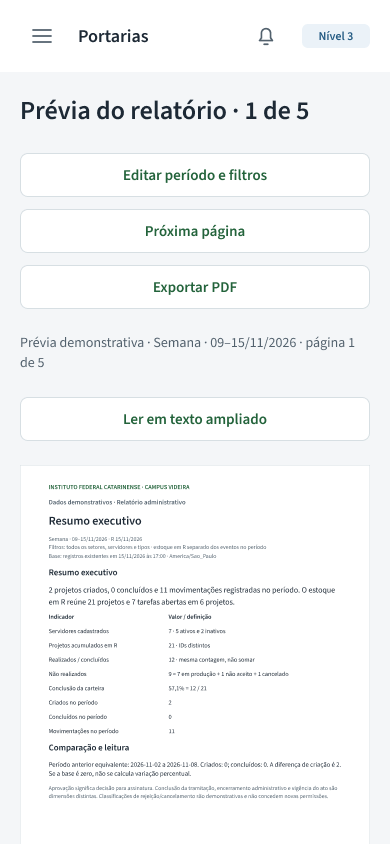 Portarias
Nível 3
Prévia do relatório · 1 de 5
Editar período e filtros
Próxima página
Exportar PDF
Prévia demonstrativa · Semana · 09–15/11/2026 · página 1
de 5
Ler em texto ampliado
INSTITUTO FEDERAL CATARINENSE · CAMPUS VIDEIRA
Dados demonstrativos · Relatório administrativo
Resumo executivo
Semana · 09–15/11/2026 · R 15/11/2026
Filtros: todos os setores, servidores e tipos · estoque em R separado dos eventos no período
Base: registros existentes em 15/11/2026 às 17:00 · America/Sao_Paulo
Resumo executivo
2 projetos criados, 0 concluídos e 11 movimentações registradas no período. O estoque
em R reúne 21 projetos e 7 tarefas abertas em 6 projetos.
Indicador Valor / definição
Servidores cadastrados 7 · 5 ativos e 2 inativos
Projetos acumulados em R 21 · IDs distintos
Realizados / concluídos 12 · mesma contagem, não somar
Não realizados 9 = 7 em produção + 1 não aceito + 1 cancelado
Conclusão da carteira 57,1% = 12 / 21
Criados no período 2
Concluídos no período 0
Movimentações no período 11
Comparação e leitura
Período anterior equivalente: 2026-11-02 a 2026-11-08. Criados: 0; concluídos: 0. A diferença de criação é 2.
Se a base é zero, não se calcula variação percentual.
Aprovação significa decisão para assinatura. Conclusão da tramitação, encerramento administrativo e vigência do ato são
dimensões distintas. Classificações de rejeição/cancelamento são demonstrativas e não concedem novas permissões.